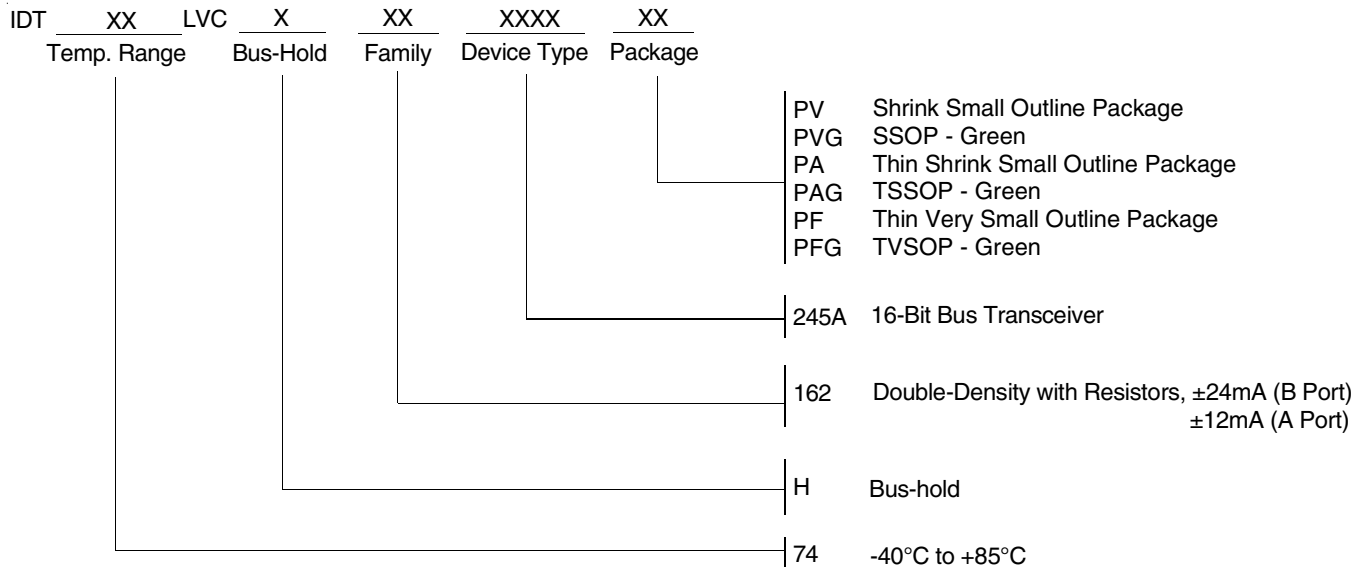 IDT XX LVC X XX XXXX XX
Temp. Range Bus-Hold Family Device Type Package
PV Shrink Small Outline Package
PVG SSOP - Green
PA Thin Shrink Small Outline Package
PAG TSSOP - Green
PF Thin Very Small Outline Package
PFG TVSOP - Green
245A 16-Bit Bus Transceiver
162 Double-Density with Resistors, ±24mA (B Port)
±12mA (A Port)
H Bus-hold
74 -40°C to +85°C